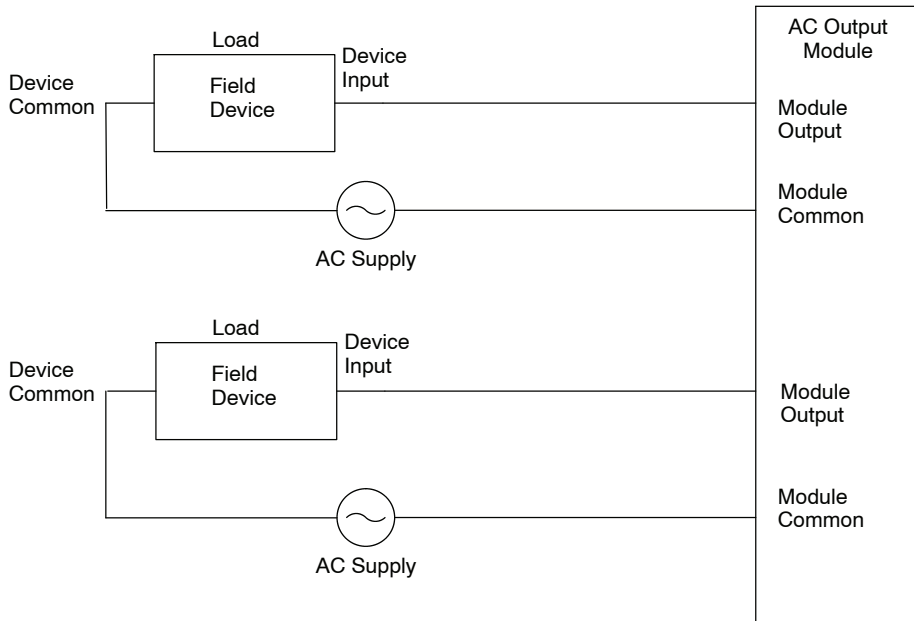 AC Output
Module
Load
Device
Input
Device
Common
Field
Device
Module
Output
Module
Common
AC Supply
Load
Device
Input
Device
Common
Field
Device
Module
Output
Module
Common
AC Supply